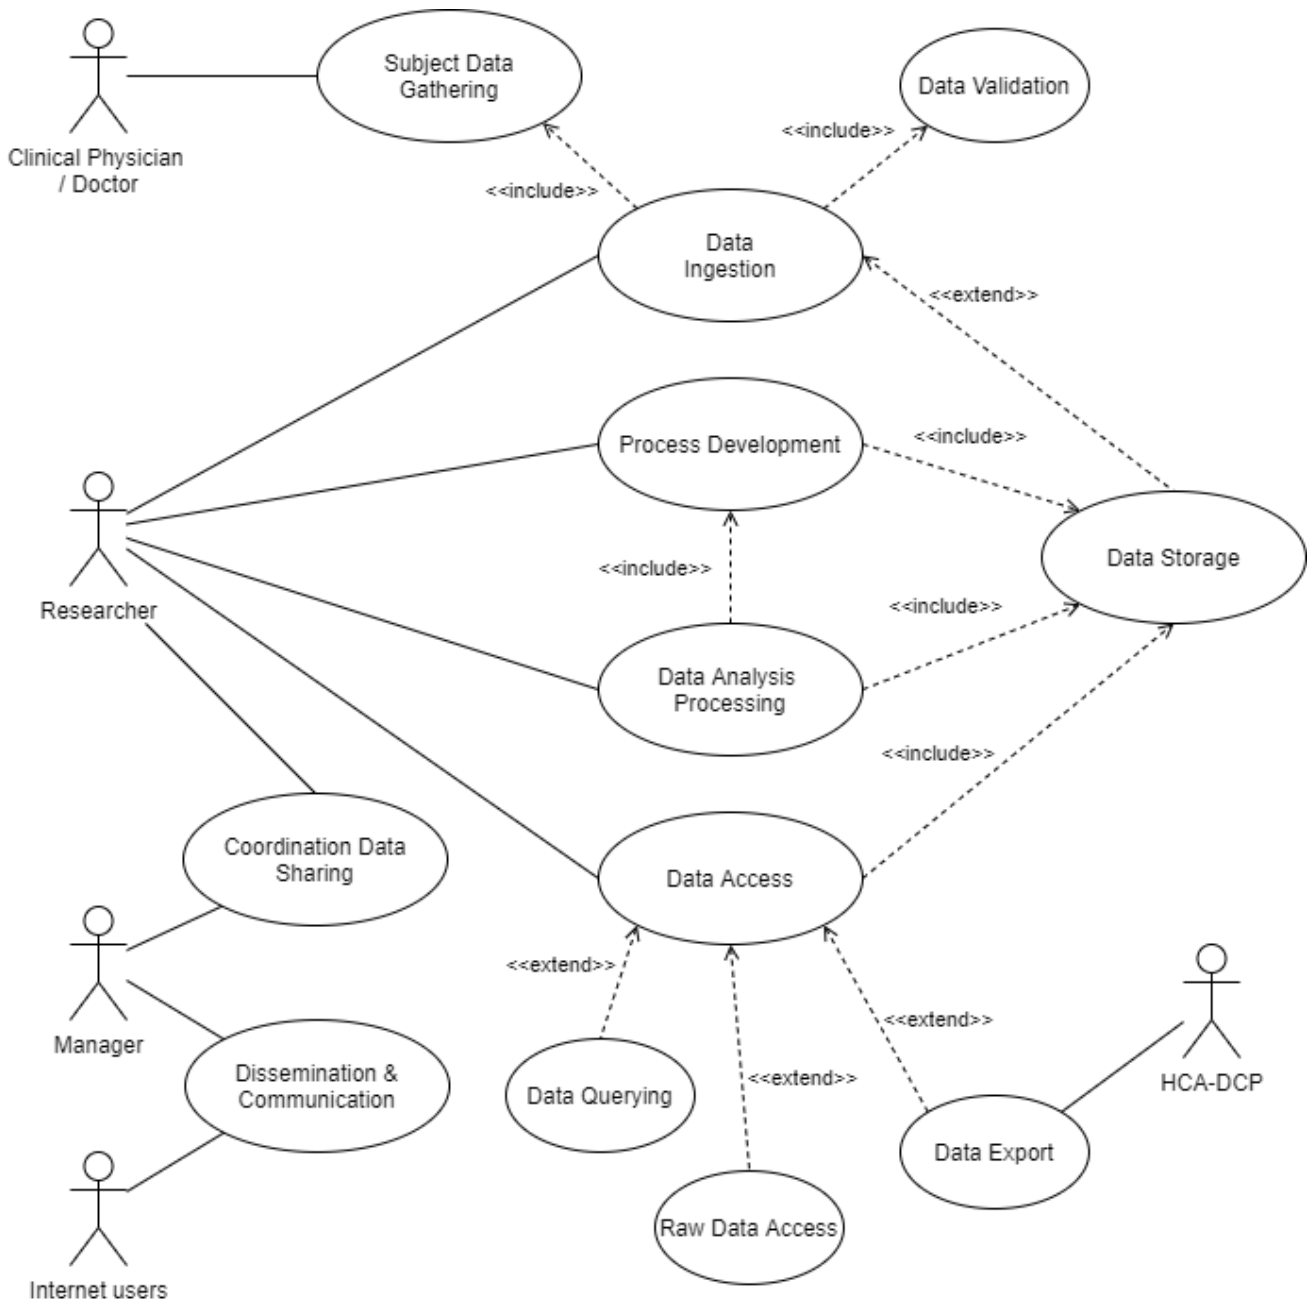 Subject Data
Gathering
Data Validation
<<include>>
Clinical Physician
/ Doctor
<<include>>
Data
Ingestion
<<extend>>
Process Development
<<include>>
Data Storage
<<include>>
Researcher
<<include>>
Data Analysis
Processing
<<include>>
Coordination Data
Sharing
Data Access
<<extend>>
<<extend>>
Manager
Dissemination &
Communication
<<extend>>
HCA-DCP
Data Querying
Data Export
Raw Data Access
Internet users